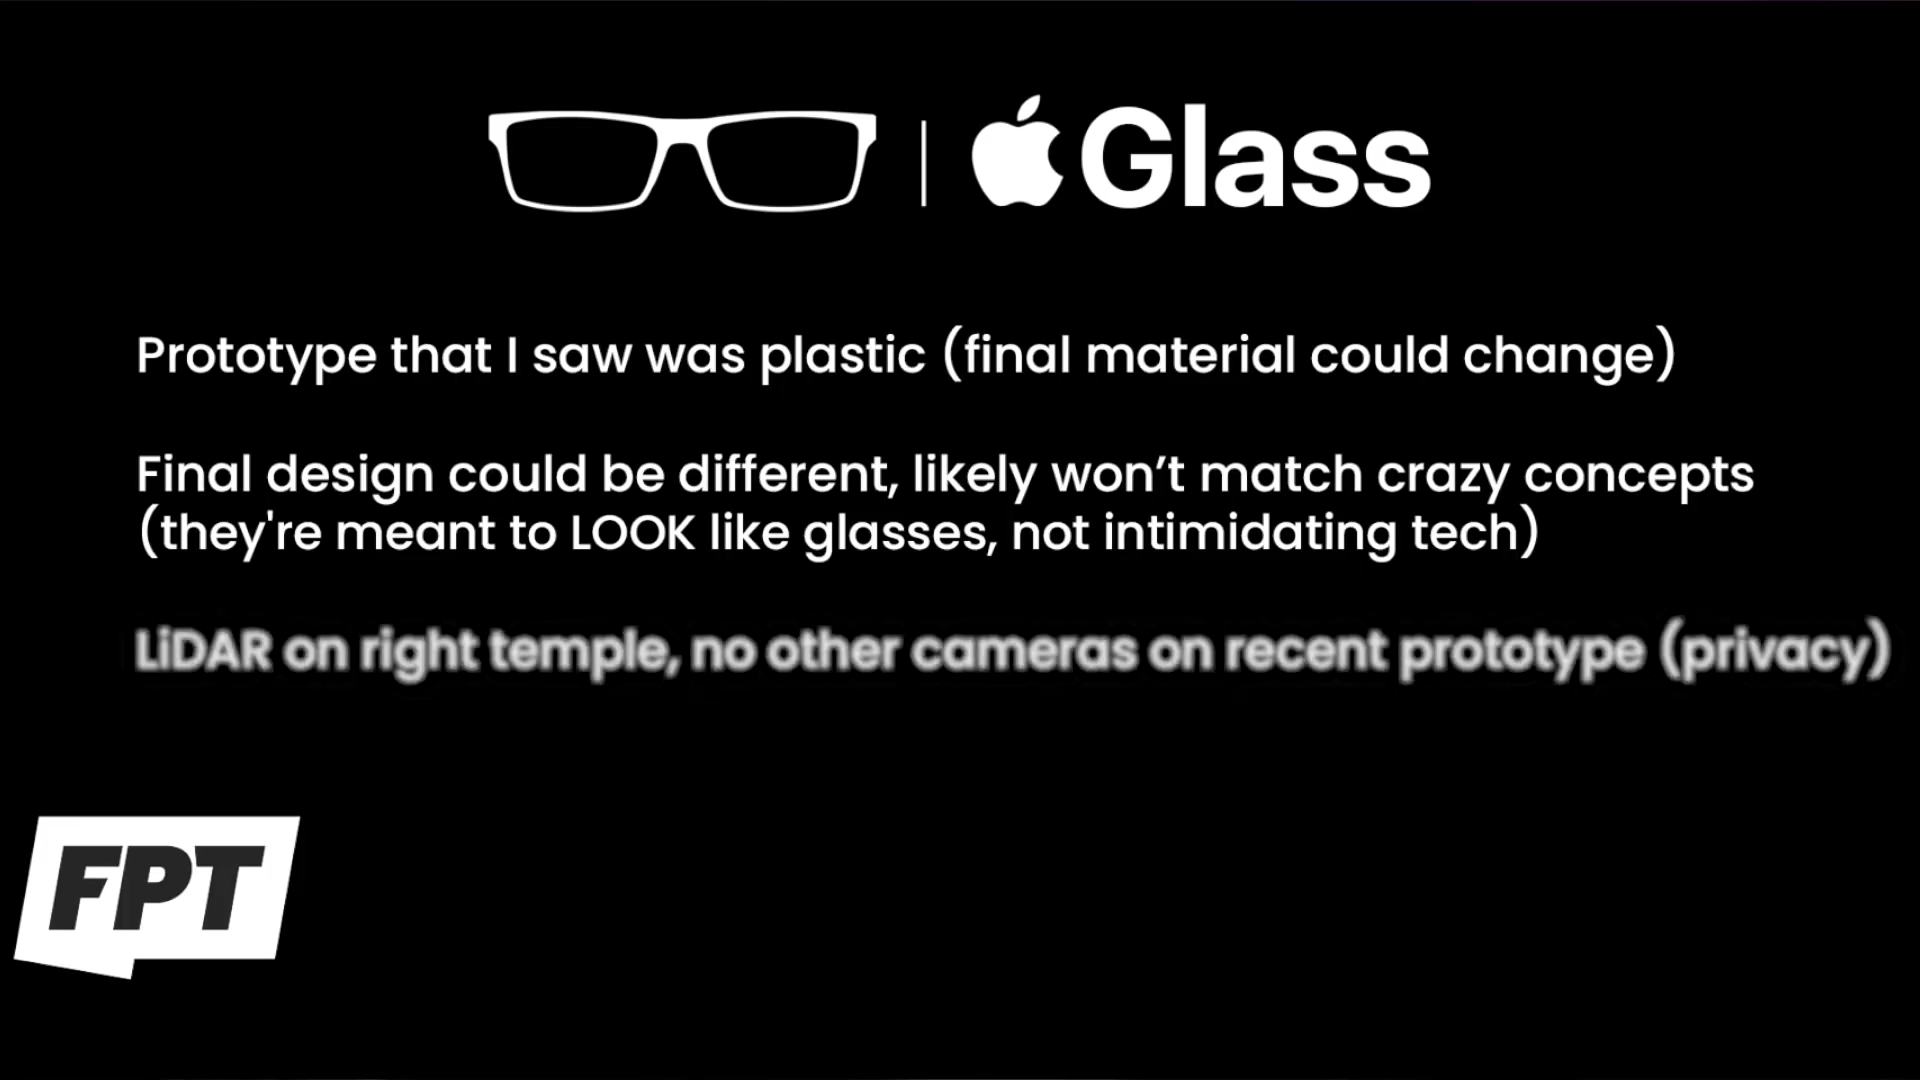 Glass
Prototype that I saw was plastic (final material could change)
Final design could be different, likely won’t match crazy concepts
(they're meant to LOOK like glasses, not intimidating tech)
LiDAR on right temple, no other cameras on recent prototype (privacy)
FPT